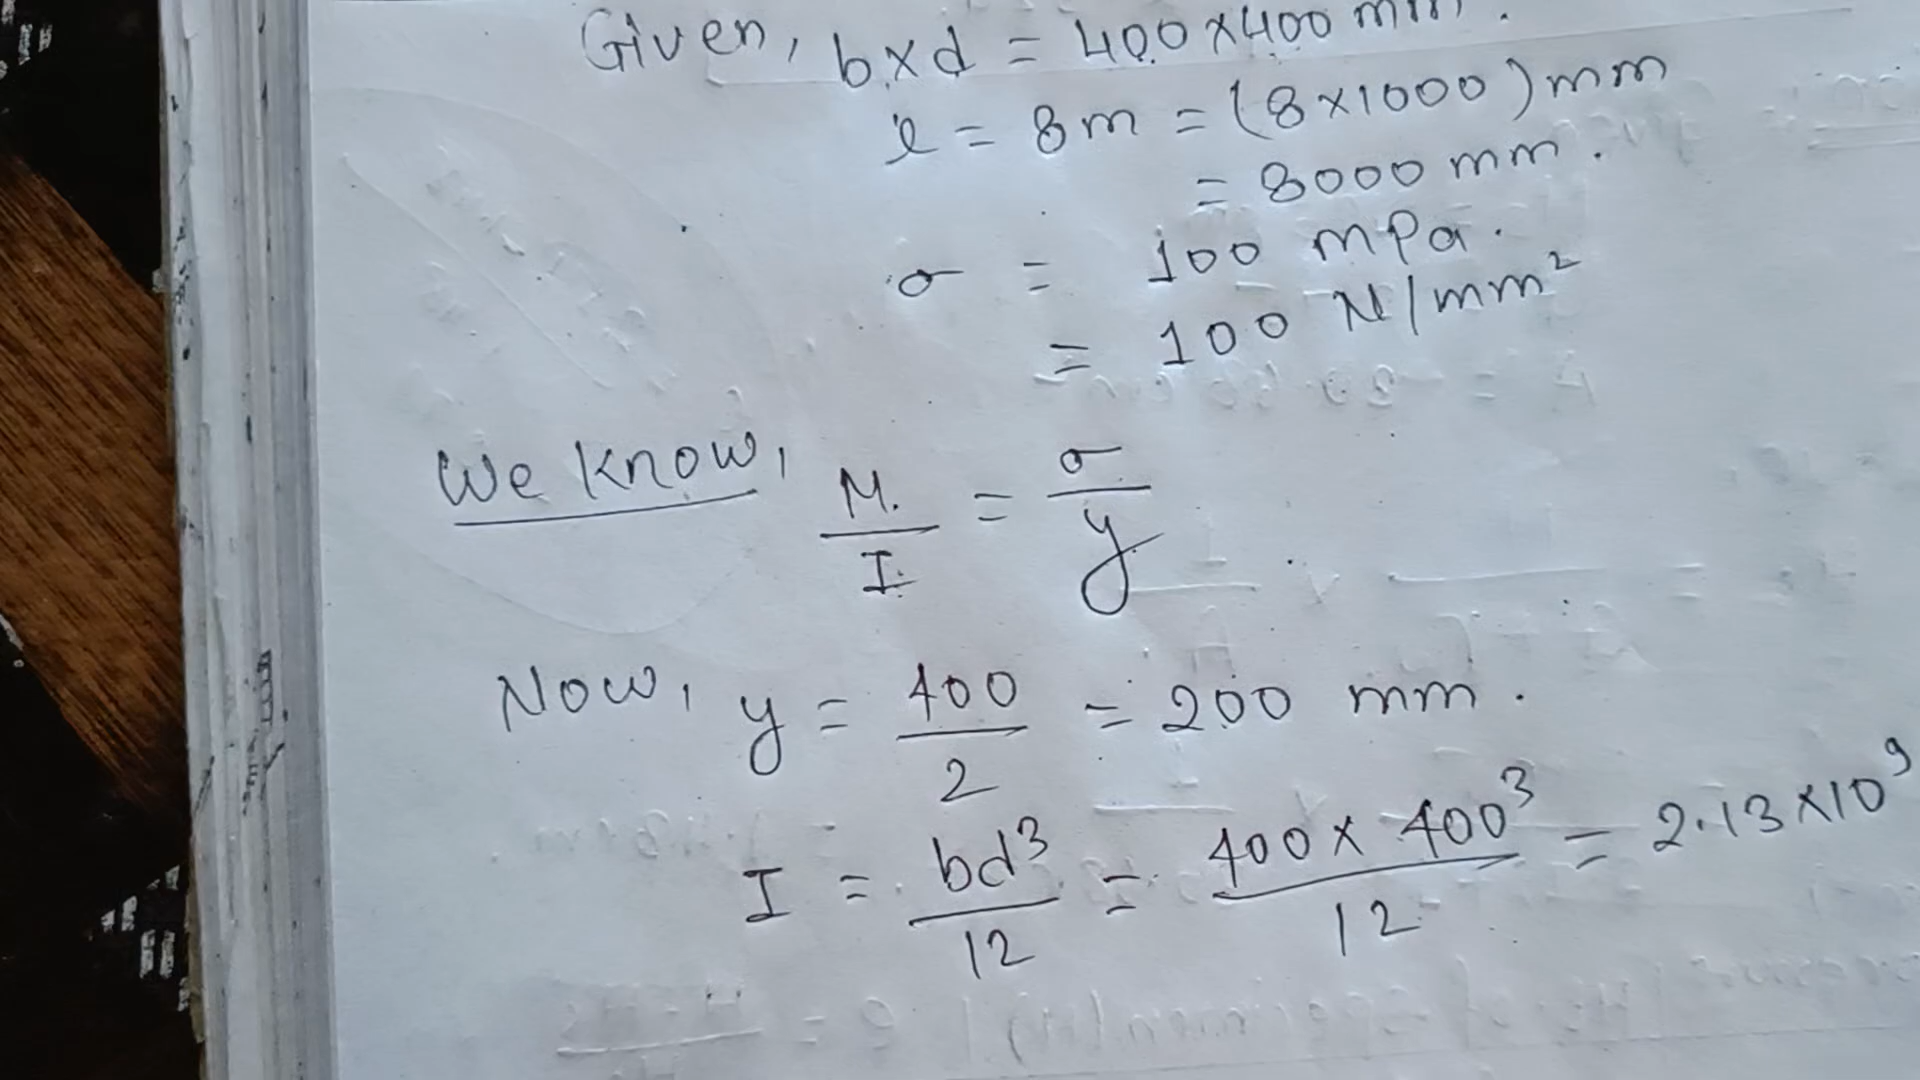 Given, b×d = 400×400 mm.
l = 8m = (8×1000) mm
= 8000 mm.
σ = 100 mPa.
= 100 N/mm²
We know, M/I = σ/y
Now, y = 400/2 = 200 mm.
I = bd³/12 = 400 × 400³/12 = 2.13×10⁹